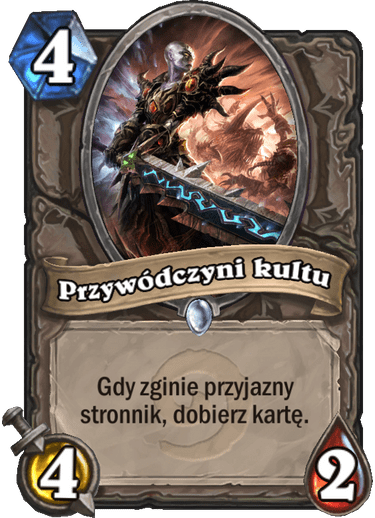 4
Przywódczyni kultu
Gdy zginie przyjazny
stronnik, dobierz kartę.
4
2